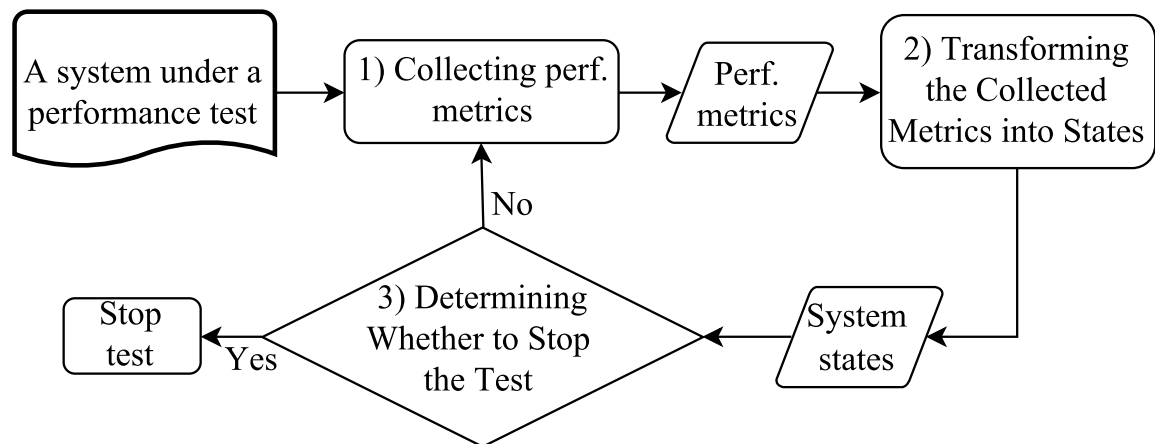 A system under a
performance test
1) Collecting perf.
metrics
Perf.
metrics
2) Transforming
the Collected
Metrics into States
No
3) Determining
Whether to Stop
the Test
Yes
Stop
test
System
states